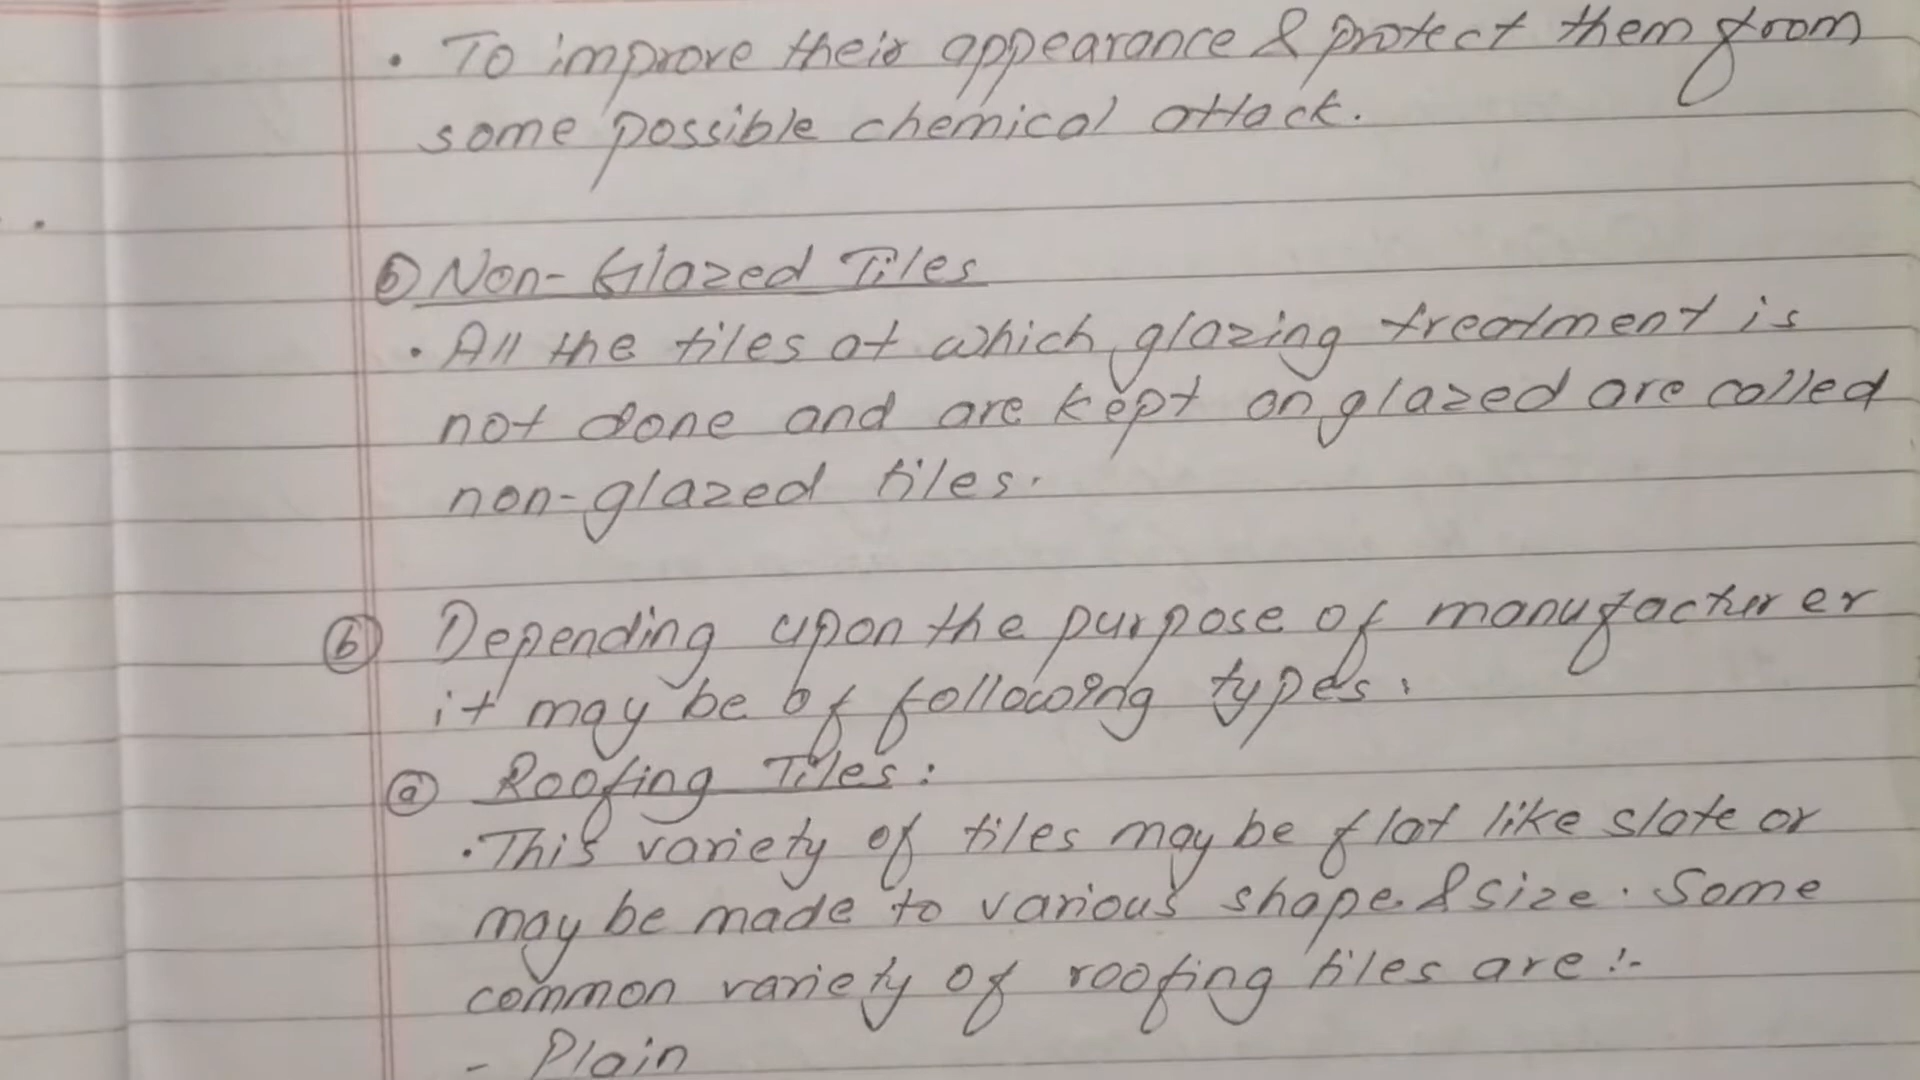 • To improve their appearance & protect them from
some possible chemical attack.
b Non-Glazed Tiles
• All the tiles at which glazing treatment is
not done and are kept onglazed are called
non-glazed tiles.
b Depending upon the purpose of manufacturer
it may be of following types.
a Roofing Tiles:
• This variety of tiles may be flat like slate or
may be made to various shape & size. Some
common variety of roofing tiles are :-
- Plain